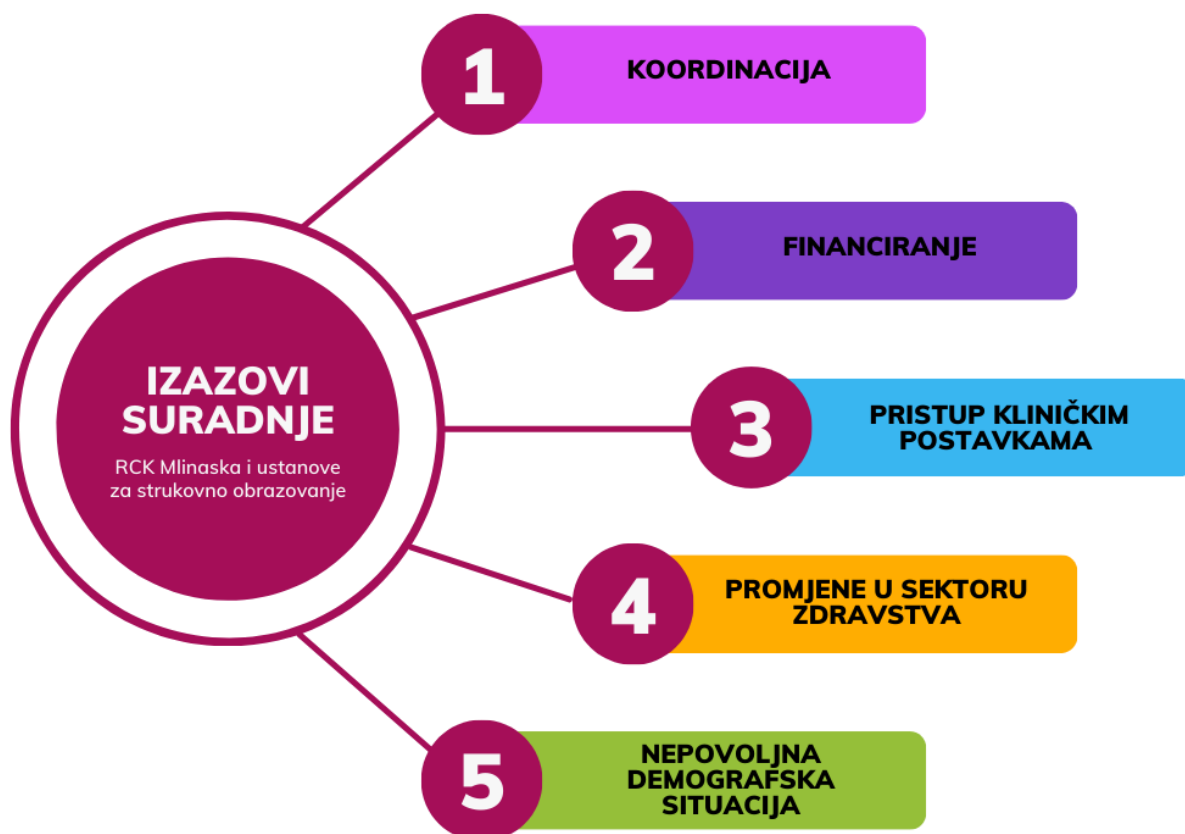 IZAZOVI
SURADNJE
RCK Mlinaska i ustanove
za strukovno obrazovanje
1
KOORDINACIJA
2
FINANCIRANJE
3
PRISTUP KLINIČKIM
POSTAVKAMA
4
PROMJENE U SEKTORU
ZDRAVSTVA
5
NEPOVOLJNA
DEMOGRAFSKA
SITUACIJA